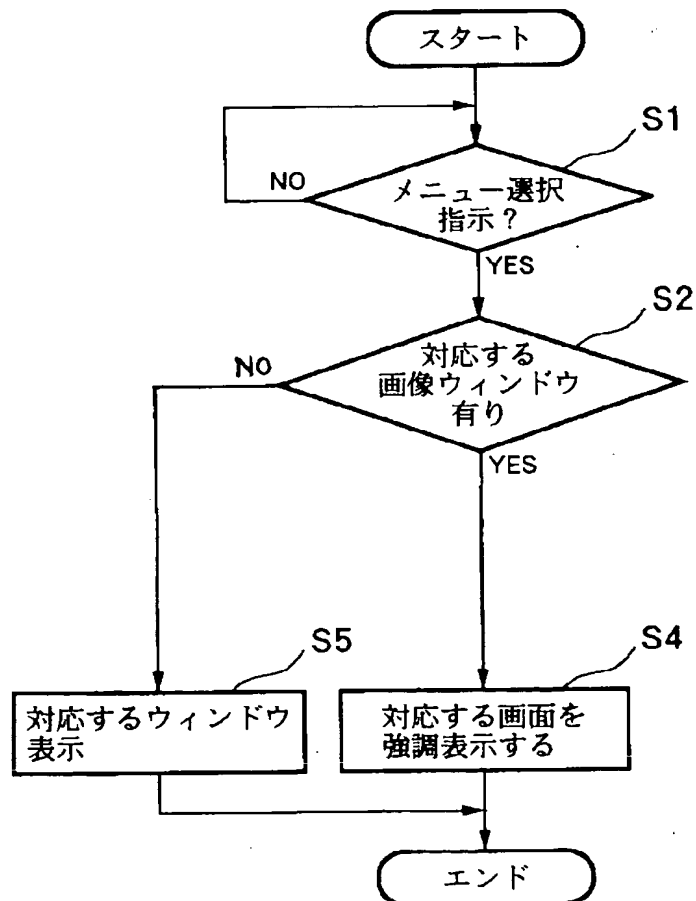 スタート
S1
NO
メニュー選択
指示？
YES
S2
NO
対応する
画像ウィンドウ
有り
YES
S5
S4
対応するウィンドウ
表示
対応する画面を
強調表示する
エンド